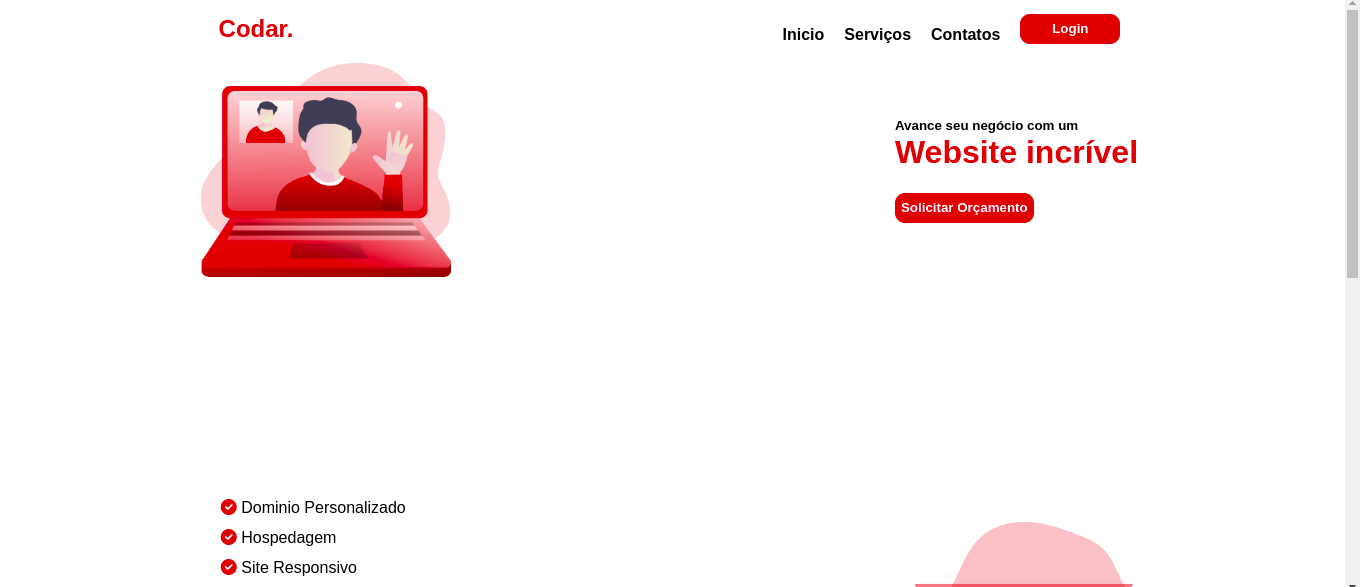 Codar.
Inicio Serviços Contatos Login
Avance seu negócio com um
Website incrível
Solicitar Orçamento
Dominio Personalizado
Hospedagem
Site Responsivo